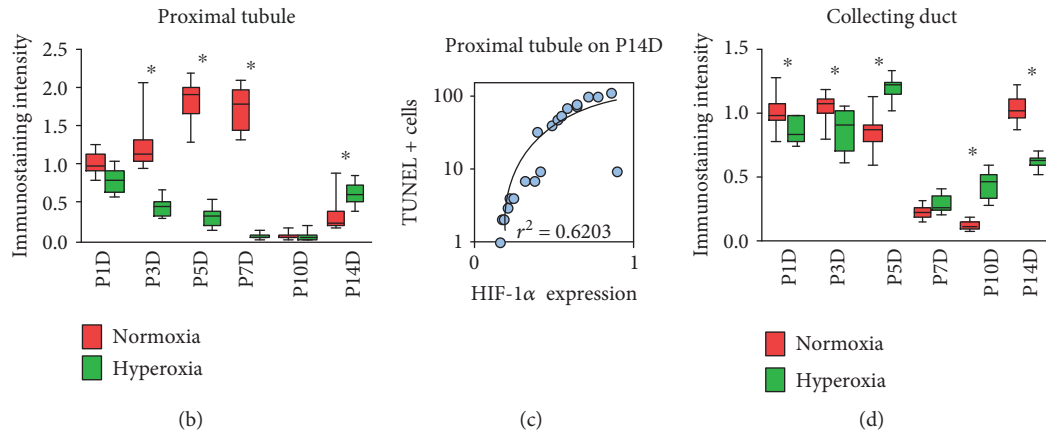 Proximal tubule
Immunostaining intensity
2.5
2.0
1.5
1.0
0.5
0.0
*
*
*
*
P1D
P3D
P5D
P7D
P10D
P14D
Normoxia
Hyperoxia
(b)
Proximal tubule on P14D
TUNEL + cells
100
10
1
r² = 0.6203
0
1
HIF-1α expression
(c)
Collecting duct
Immunostaining intensity
1.5
1.0
0.5
0.0
*
*
*
*
*
P1D
P3D
P5D
P7D
P10D
P14D
Normoxia
Hyperoxia
(d)